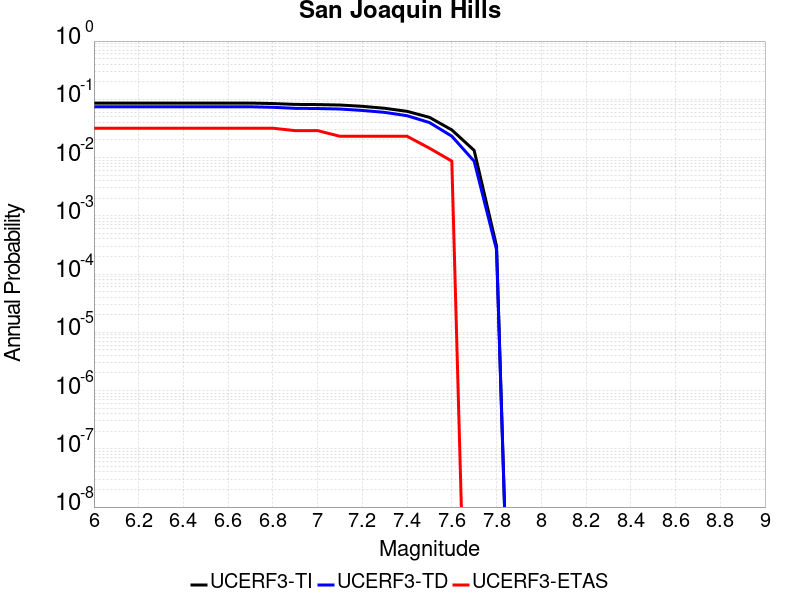 San Joaquin Hills
10^0
10^-1
10^-2
10^-3
10^-4
10^-5
10^-6
10^-7
10^-8
Annual Probability
6 6.2 6.4 6.6 6.8 7 7.2 7.4 7.6 7.8 8 8.2 8.4 8.6 8.8 9
Magnitude
UCERF3-TI UCERF3-TD UCERF3-ETAS